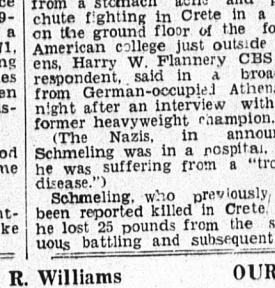 from a stomach ache and
chute fighting in Crete in a
on the ground floor of the fo
American college just outside
ens, Harry W. Flannery CBS
respondent, said in a broa
from German-occupied Athens
night after an interview with
former heavyweight champion.
(The Nazis, in announ
Schmeling was in a hospital,
he was suffering from a "tro
disease.")
Schmeling, who previously
been reported killed in Crete,
he lost 25 pounds from the s
uous battling and subsequent
R. Williams
OUR